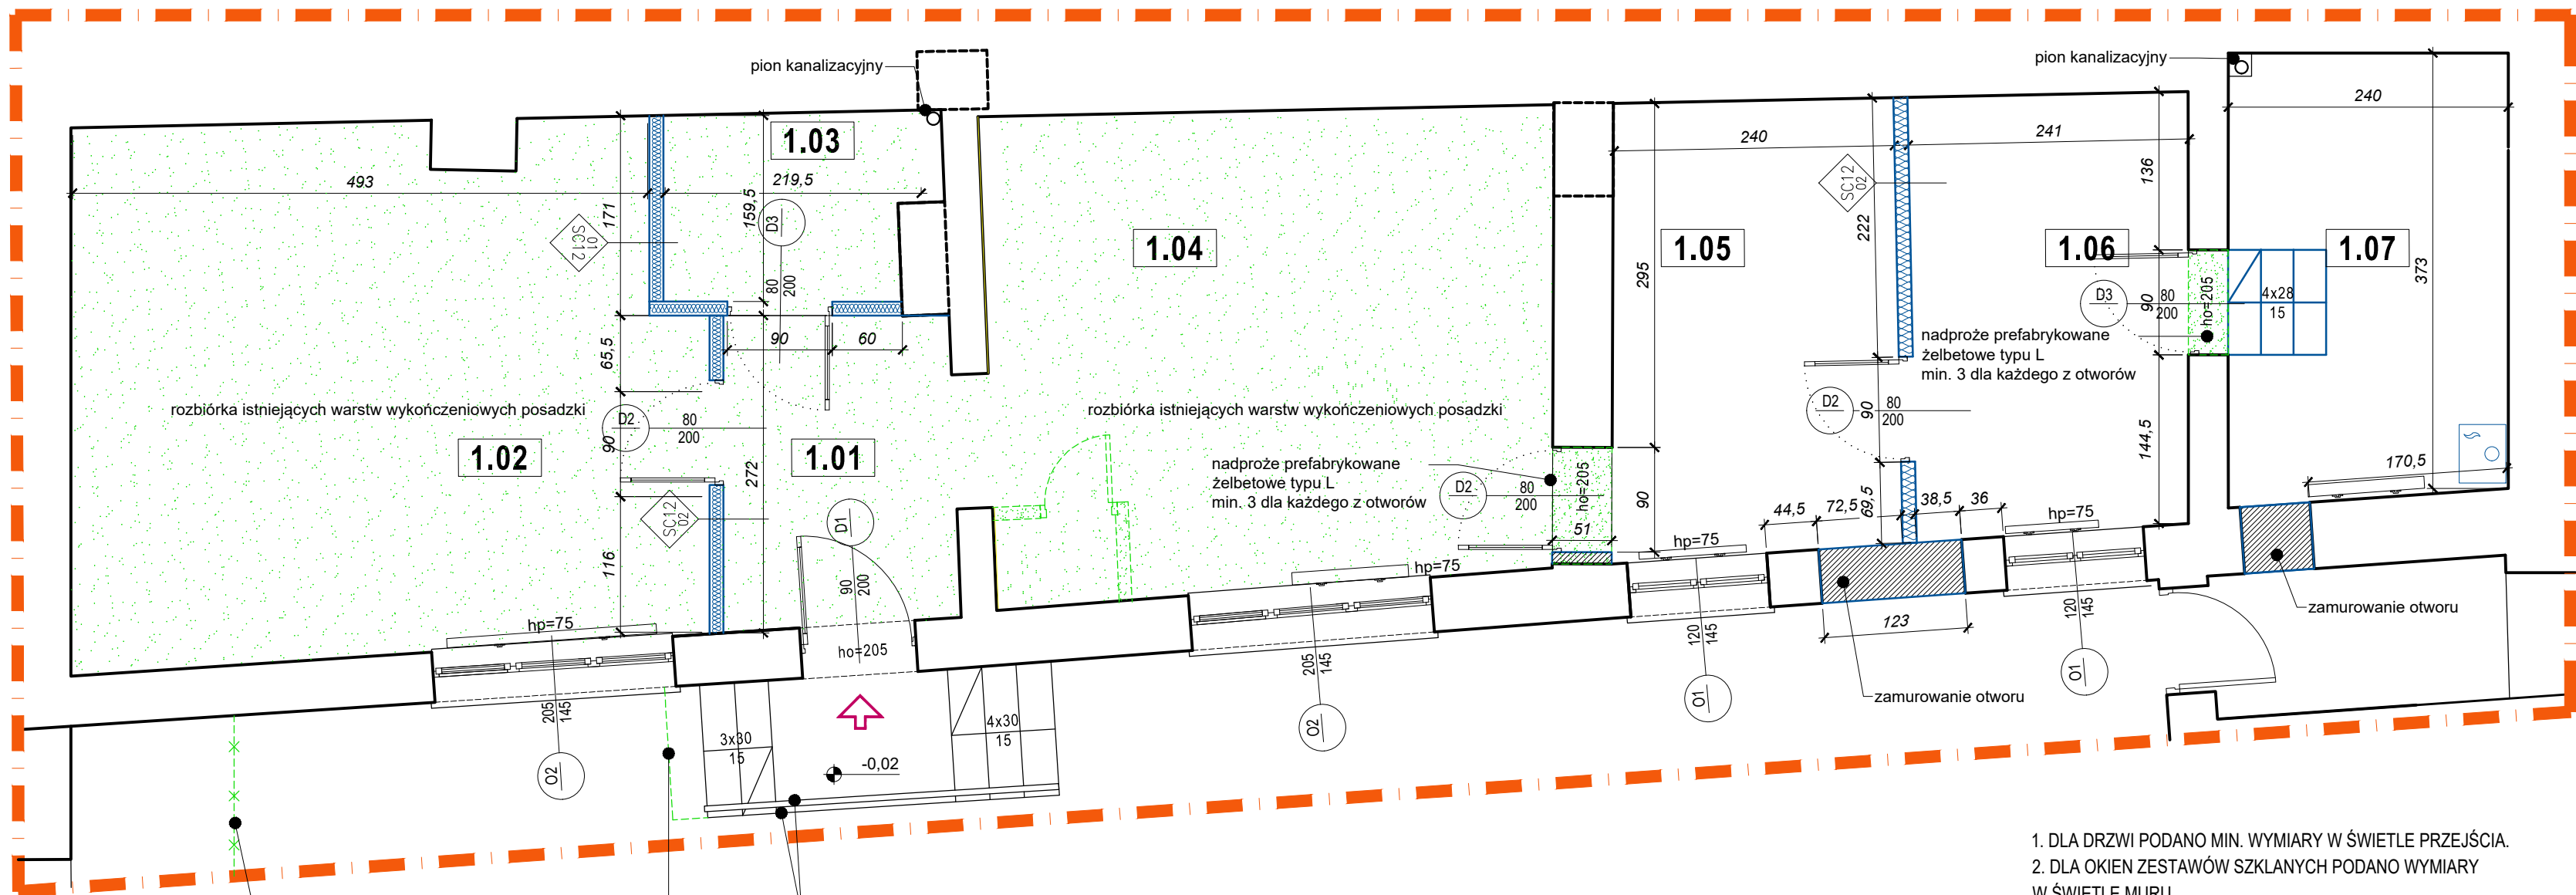 pion kanalizacyjny
pion kanalizacyjny
240
1.03
240
241
493
219,5
136
171
159,5
D3
SC12
01
SC12
02
222
1.04
1.05
1.06
1.07
373
295
80
200
D3
80
200
90
ho=205
4x28
15
90
60
65,5
nadproże prefabrykowane
żelbetowe typu L
min. 3 dla każdego z otworów
rozbiórka istniejących warstw wykończeniowych posadzki
D2
80
200
90
rozbiórka istniejących warstw wykończeniowych posadzki
D2
90
80
200
144,5
1.02
1.01
272
nadproże prefabrykowane
żelbetowe typu L
min. 3 dla każdego z otworów
D2
80
200
ho=205
90
170,5
SC12
02
D1
44,5
72,5
69,5
38,5
36
hp=75
51
hp=75
hp=75
116
90
200
hp=75
ho=205
123
120
145
120
145
zamurowanie otworu
205
145
205
145
O1
O1
zamurowanie otworu
O2
O2
3x30
15
4x30
15
-0,02
1. DLA DRZWI PODANO MIN. WYMIARY W ŚWIETLE PRZEJŚCIA.
2. DLA OKIEN ZESTAWÓW SZKLANYCH PODANO WYMIARY
W ŚWIETLE MURU